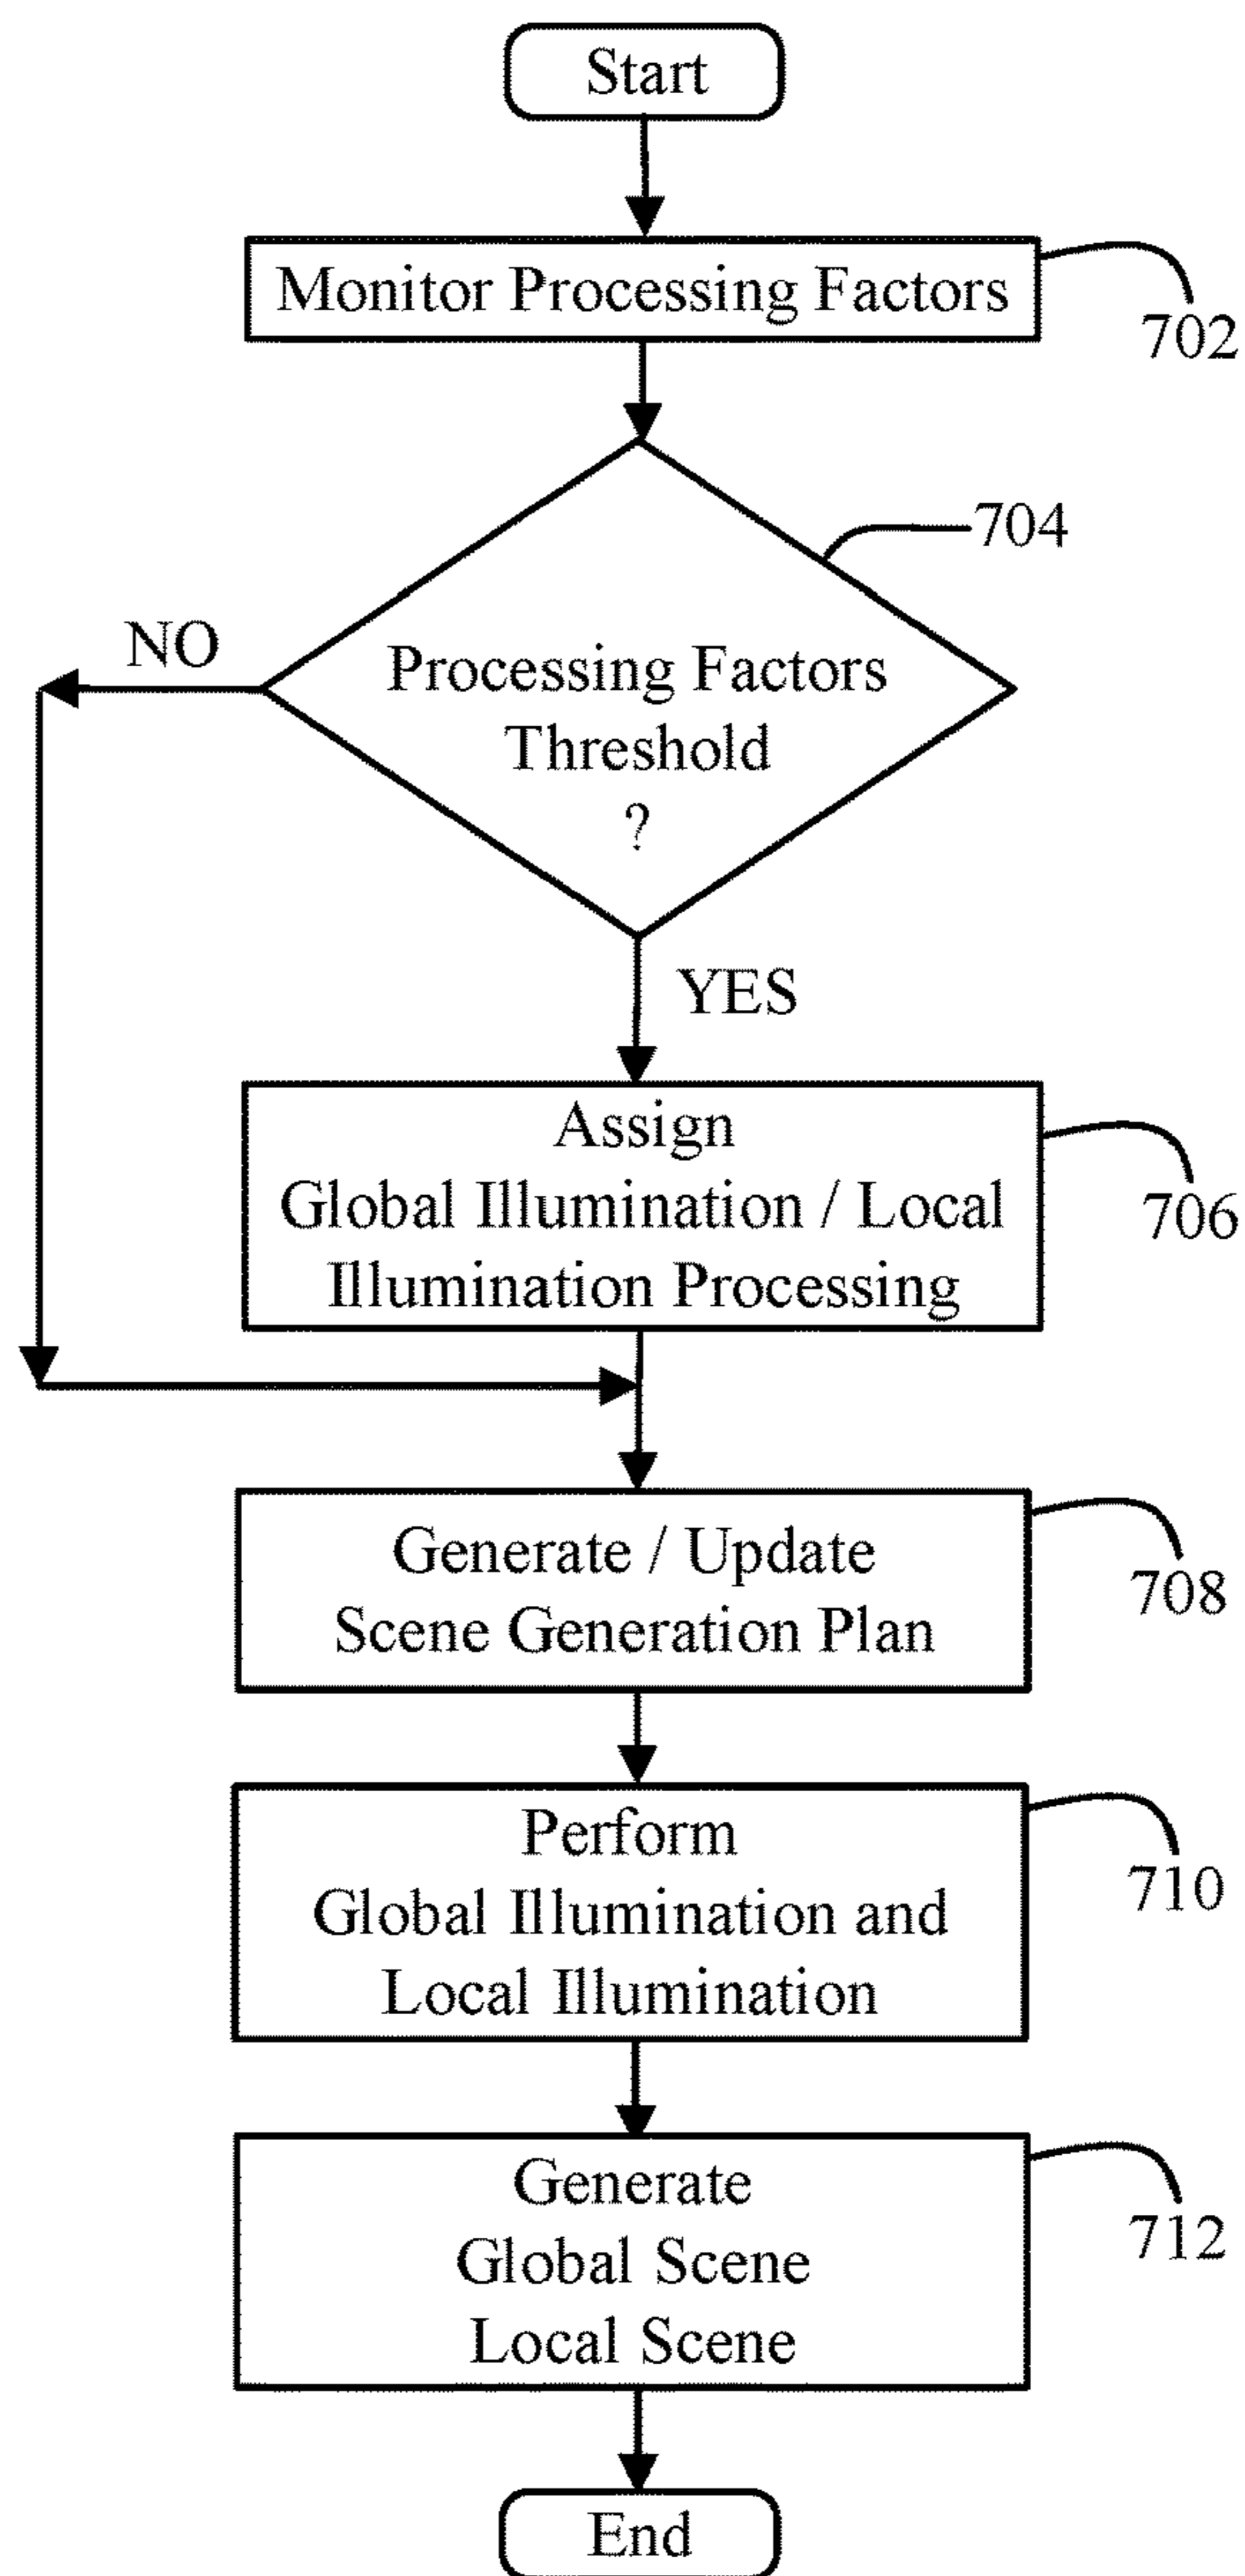 Start
Monitor Processing Factors
702
704
NO
Processing Factors
Threshold
?
YES
Assign
Global Illumination / Local
Illumination Processing
706
Generate / Update
Scene Generation Plan
708
Perform
Global Illumination and
Local Illumination
710
Generate
Global Scene
Local Scene
712
End